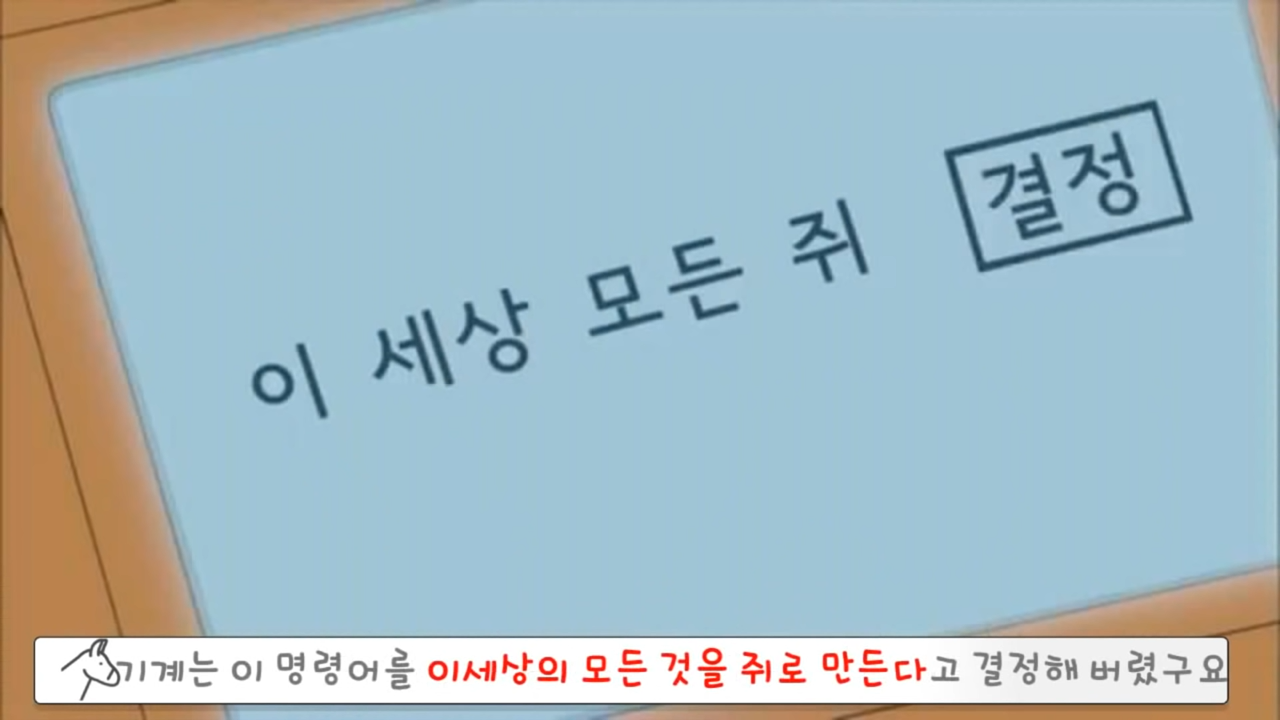 이 세상 모든 쥐 결정
기계는 이 명령어를 이세상의 모든 것을 쥐로 만든다고 결정해 버렸구요